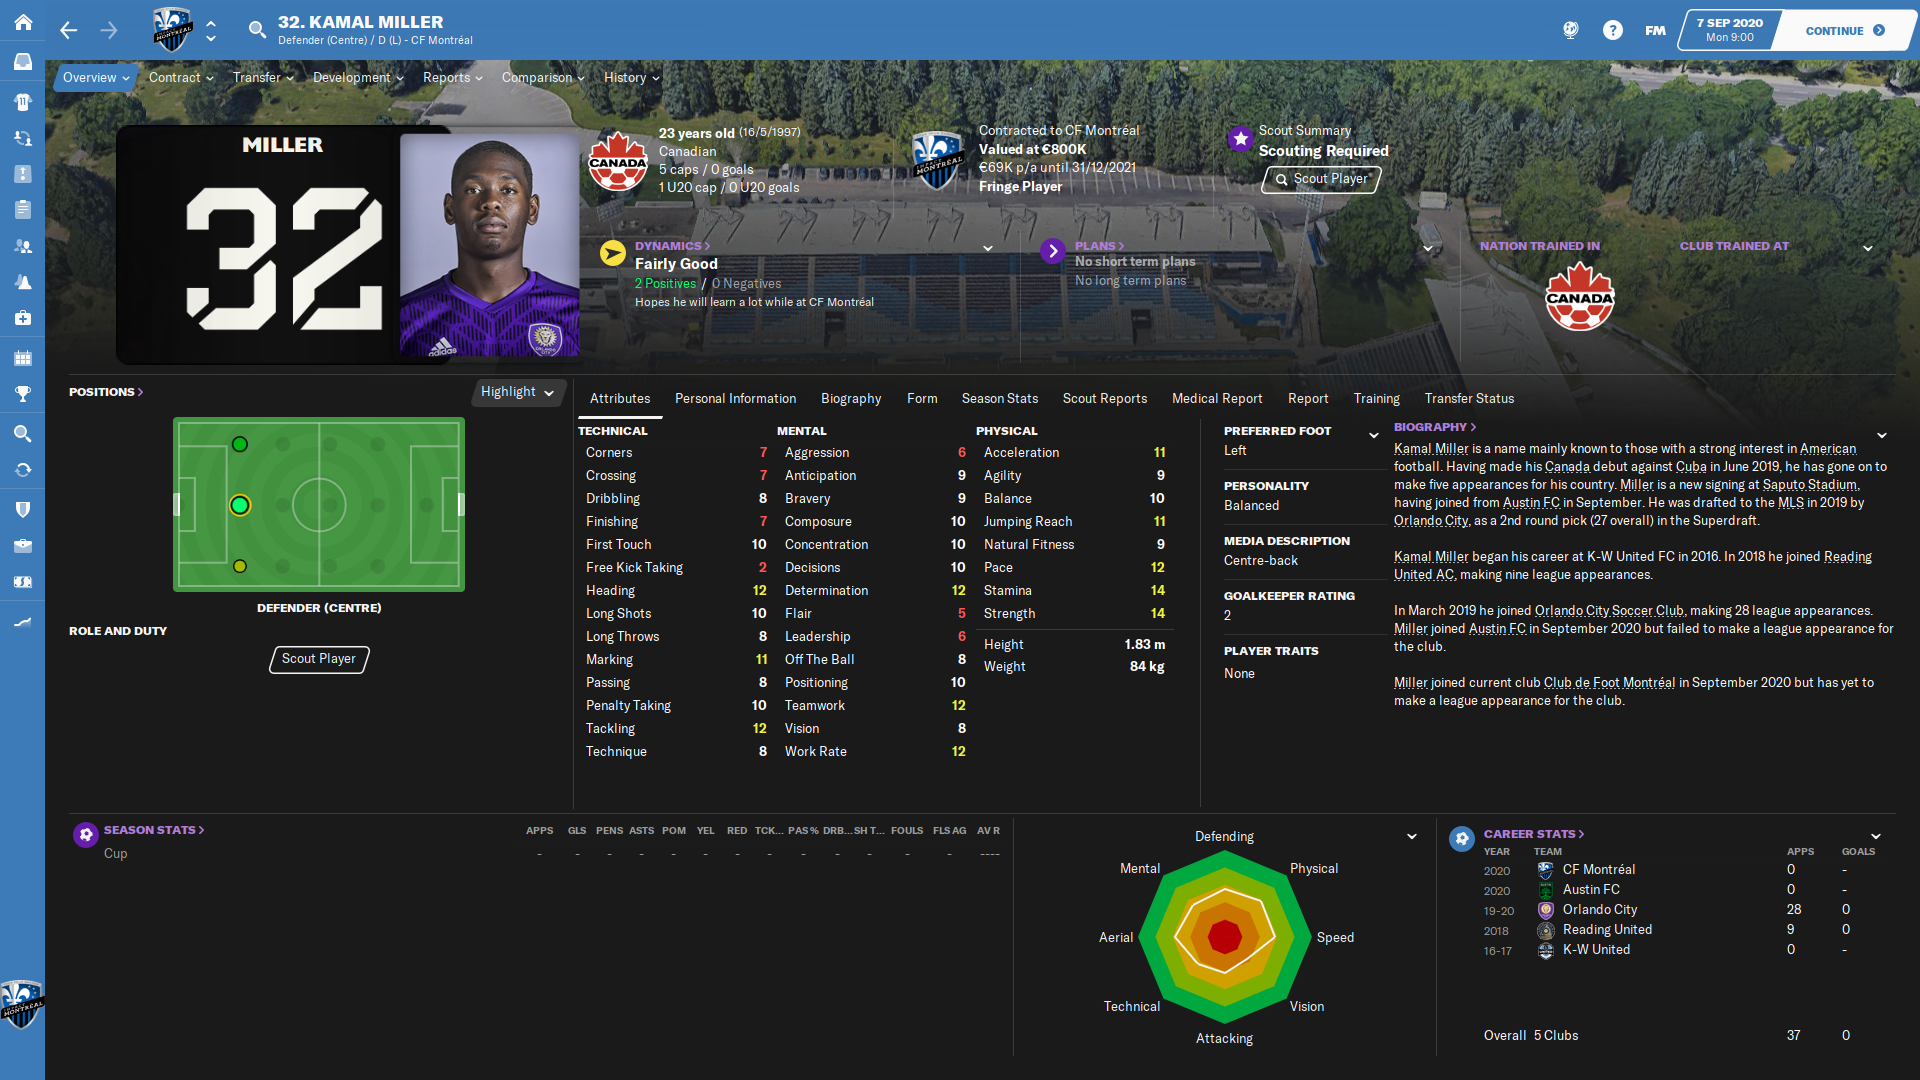 32. KAMAL MILLER
Defender (Centre) / D (L) - CF Montréal
FM
7 SEP 2020
Mon 9:00
CONTINUE
Overview
Contract
Transfer
Development
Reports
Comparison
History
MILLER
32
adidas
CANADA
23 years old (16/5/1997)
Canadian
5 caps / 0 goals
1 U20 cap / 0 U20 goals
MONTRÉAL
Contracted to CF Montréal
Valued at €800K
€69K p/a until 31/12/2021
Fringe Player
Scout Summary
Scouting Required
Scout Player
DYNAMICS
Fairly Good
2 Positives / 0 Negatives
Hopes he will learn a lot while at CF Montréal
PLANS
No short term plans
No long term plans
NATION TRAINED IN
CANADA
CLUB TRAINED AT
POSITIONS
Highlight
DEFENDER (CENTRE)
ROLE AND DUTY
Scout Player
Attributes
Personal Information
Biography
Form
Season Stats
Scout Reports
Medical Report
Report
Training
Transfer Status
TECHNICAL
Corners 7
Crossing 7
Dribbling 8
Finishing 7
First Touch 10
Free Kick Taking 2
Heading 12
Long Shots 10
Long Throws 8
Marking 11
Passing 8
Penalty Taking 10
Tackling 12
Technique 8
MENTAL
Aggression 6
Anticipation 9
Bravery 9
Composure 10
Concentration 10
Decisions 10
Determination 12
Flair 5
Leadership 6
Off The Ball 8
Positioning 10
Teamwork 12
Vision 8
Work Rate 12
PHYSICAL
Acceleration 11
Agility 9
Balance 10
Jumping Reach 11
Natural Fitness 9
Pace 12
Stamina 14
Strength 14
Height 1.83 m
Weight 84 kg
PREFERRED FOOT
Left
PERSONALITY
Balanced
MEDIA DESCRIPTION
Centre-back
GOALKEEPER RATING
2
PLAYER TRAITS
None
BIOGRAPHY
Kamal Miller is a name mainly known to those with a strong interest in American
football. Having made his Canada debut against Cuba in June 2019, he has gone on to
make five appearances for his country. Miller is a new signing at Saputo Stadium,
having joined from Austin FC in September. He was drafted to the MLS in 2019 by
Orlando City, as a 2nd round pick (27 overall) in the Superdraft.
Kamal Miller began his career at K-W United FC in 2016. In 2018 he joined Reading
United AC, making nine league appearances.
In March 2019 he joined Orlando City Soccer Club, making 28 league appearances.
Miller joined Austin FC in September 2020 but failed to make a league appearance for
the club.
Miller joined current club Club de Foot Montréal in September 2020 but has yet to
make a league appearance for the club.
SEASON STATS
APPS GLS PENS ASTS POM YEL RED TCK... PAS % DRB... SH T... FOULS FLS AG AV R
Cup - - - - - - - - - - - - - ----
Defending
Physical
Speed
Vision
Attacking
Technical
Aerial
Mental
CAREER STATS
YEAR TEAM APPS GOALS
2020 CF Montréal 0 -
2020 Austin FC 0 -
19-20 Orlando City 28 0
2018 Reading United 9 0
16-17 K-W United 0 -
Overall 5 Clubs 37 0